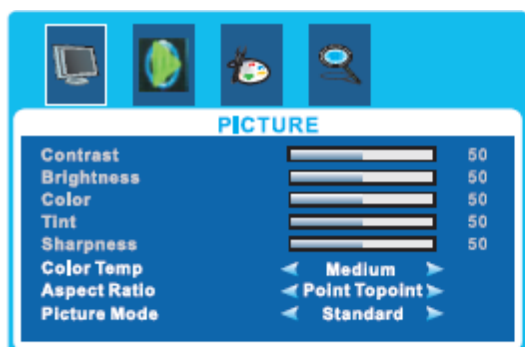 PICTURE
Contrast 50
Brightness 50
Color 50
Tint 50
Sharpness 50
Color Temp Medium
Aspect Ratio Point Topoint
Picture Mode Standard